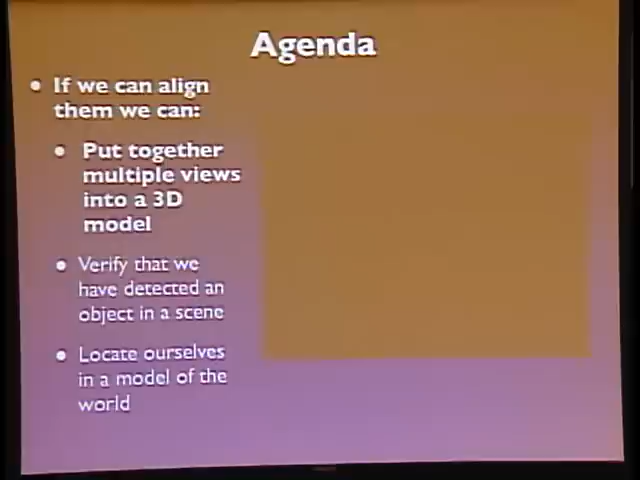 Agenda
• If we can align
them we can:
• Put together
multiple views
into a 3D
model
• Verify that we
have detected an
object in a scene
• Locate ourselves
in a model of the
world